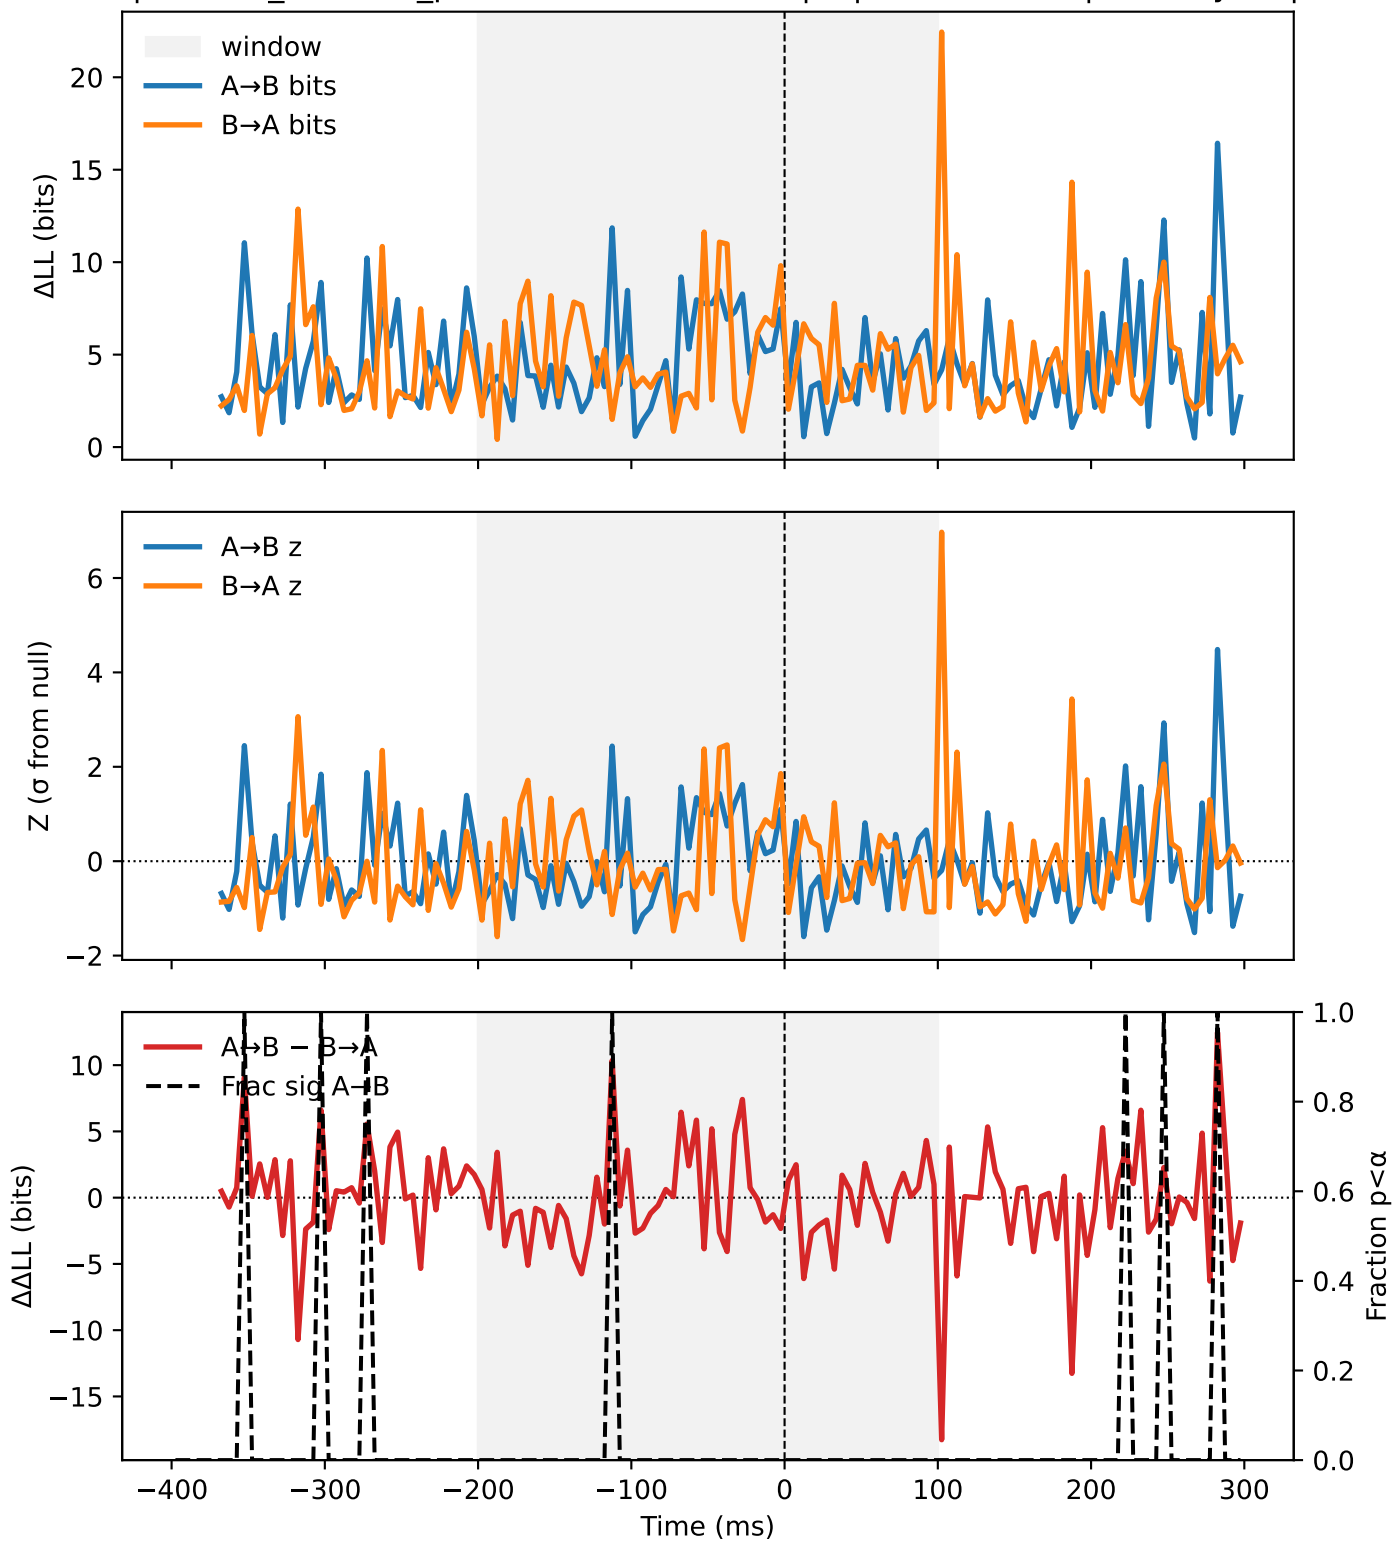 window
A→B bits
B→A bits
20
15
10
5
0
ΔLL (bits)
A→B z
B→A z
6
4
2
0
−2
Z (σ from null)
A→B − B→A
Frac sig A→B
10
5
0
−5
−10
−15
ΔΔLL (bits)
1.0
0.8
0.6
0.4
0.2
0.0
Fraction p<α
−400 −300 −200 −100 0 100 200 300
Time (ms)